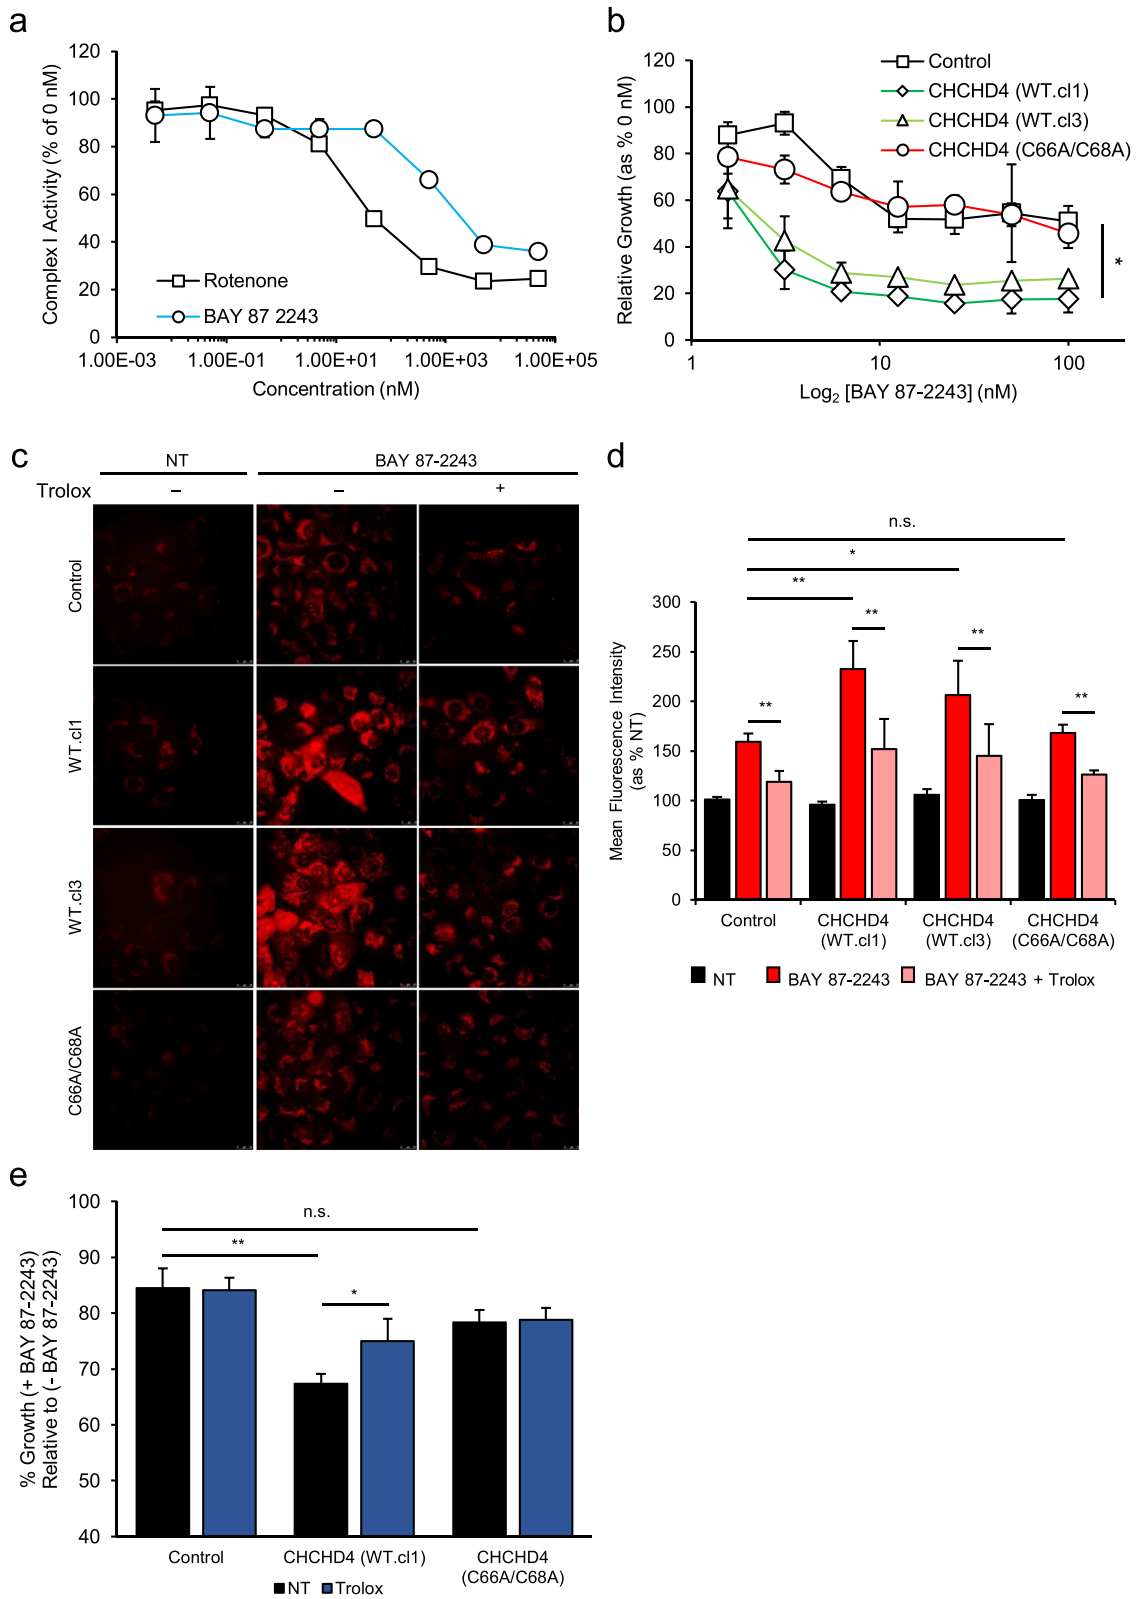 a
120
100
80
60
40
20
0
Complex I Activity (% of 0 nM)
Rotenone
BAY 87 2243
1.00E-03
1.00E-01
1.00E+01
1.00E+03
1.00E+05
Concentration (nM)
b
120
100
80
60
40
20
0
Relative Growth (as % 0 nM)
Control
CHCHD4 (WT.cl1)
CHCHD4 (WT.cl3)
CHCHD4 (C66A/C68A)
*
1
10
100
Log2 [BAY 87-2243] (nM)
c
NT
BAY 87-2243
Trolox
–
–
+
Control
WT.cl1
WT.cl3
C66A/C68A
d
n.s.
*
**
**
**
**
**
300
250
200
150
100
50
0
Mean Fluorescence Intensity
(as % NT)
Control
CHCHD4
(WT.cl1)
CHCHD4
(WT.cl3)
CHCHD4
(C66A/C68A)
NT
BAY 87-2243
BAY 87-2243 + Trolox
e
100
90
80
70
60
50
40
% Growth (+ BAY 87-2243)
Relative to (- BAY 87-2243)
n.s.
**
*
Control
CHCHD4 (WT.cl1)
CHCHD4
(C66A/C68A)
NT
Trolox